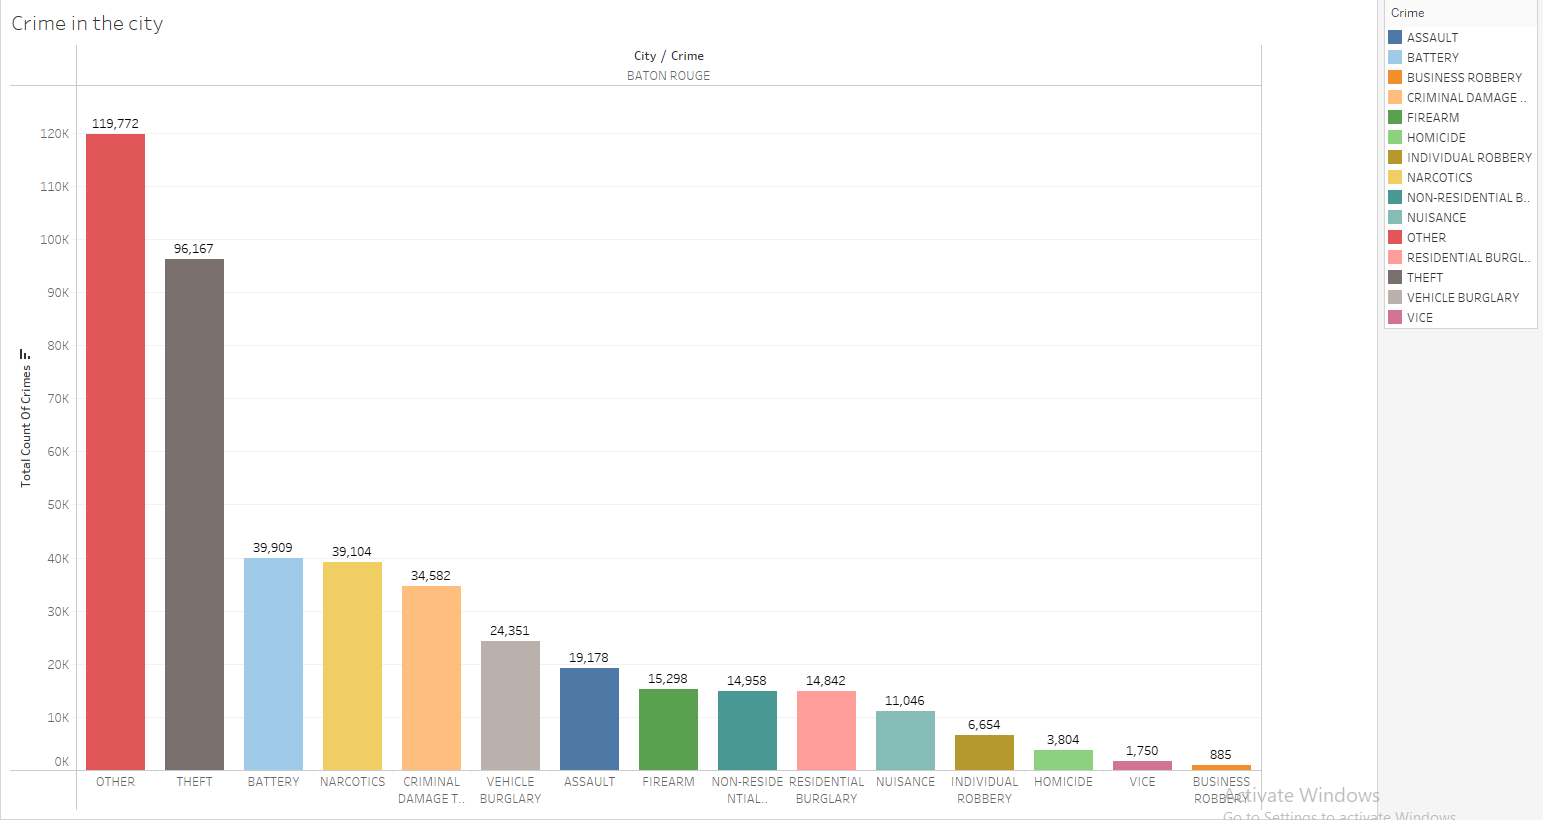 Crime in the city
City / Crime
BATON ROUGE
Total Count Of Crimes
120K
110K
100K
90K
80K
70K
60K
50K
40K
30K
20K
10K
0K
119,772
96,167
39,909
39,104
34,582
24,351
19,178
15,298
14,958
14,842
11,046
6,654
3,804
1,750
885
OTHER
THEFT
BATTERY
NARCOTICS
CRIMINAL
DAMAGE T..
VEHICLE
BURGLARY
ASSAULT
FIREARM
NON-RESIDE
NTIAL..
RESIDENTIAL
BURGLARY
NUISANCE
INDIVIDUAL
ROBBERY
HOMICIDE
VICE
BUSINESS
ROBBERY
Crime
ASSAULT
BATTERY
BUSINESS ROBBERY
CRIMINAL DAMAGE ..
FIREARM
HOMICIDE
INDIVIDUAL ROBBERY
NARCOTICS
NON-RESIDENTIAL B..
NUISANCE
OTHER
RESIDENTIAL BURGL..
THEFT
VEHICLE BURGLARY
VICE
Activate Windows
Go to Settings to activate Windows.